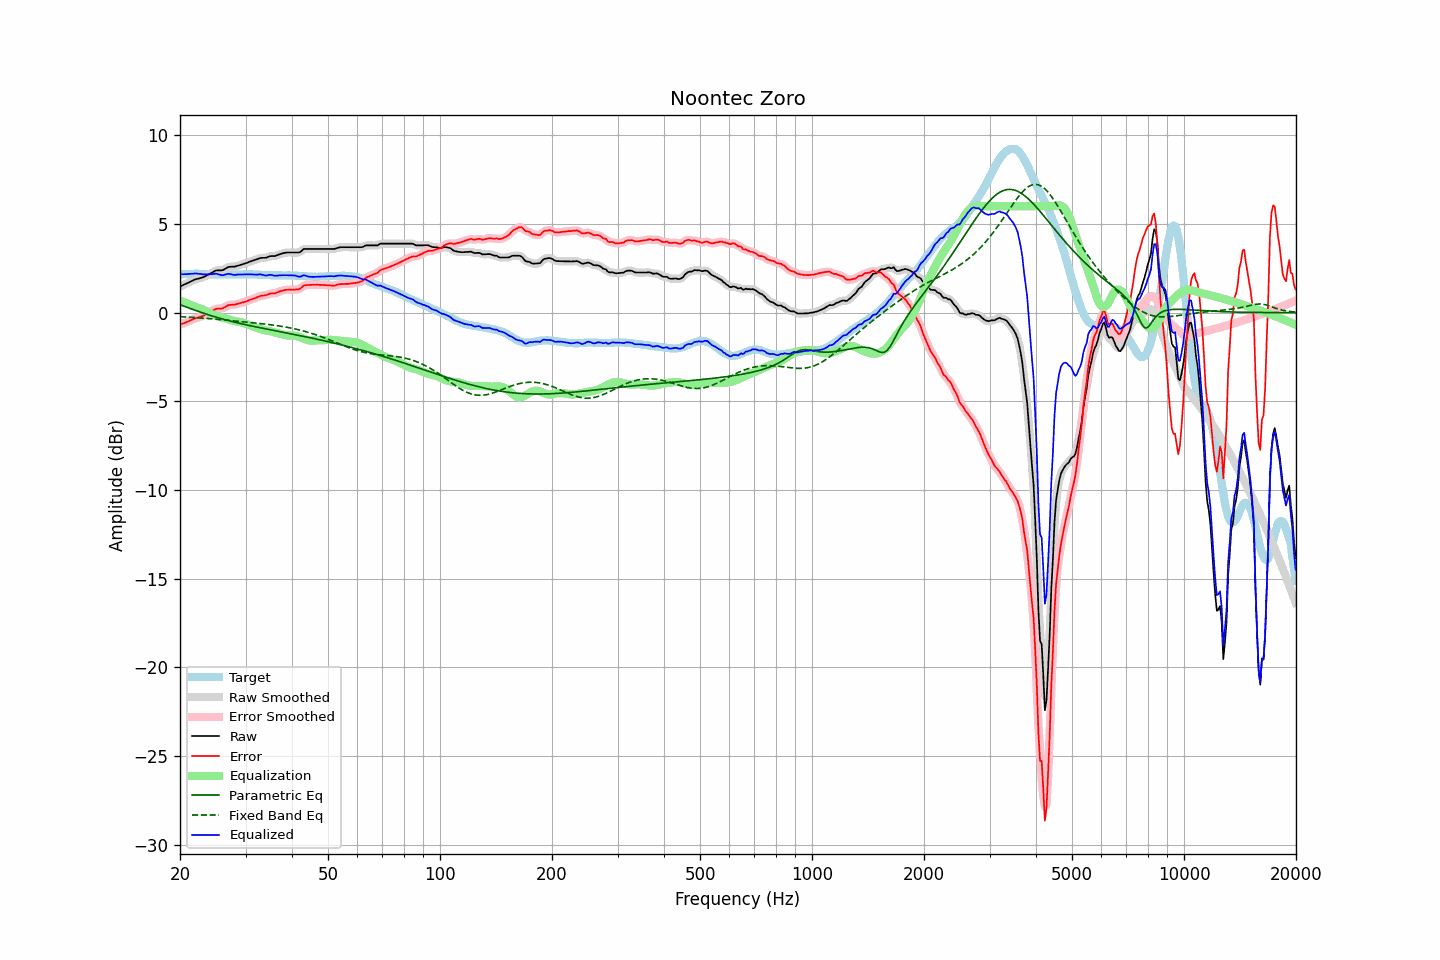 Noontec Zoro
10
5
0
−5
−10
−15
−20
−25
−30
Amplitude (dBr)
Target
Raw Smoothed
Error Smoothed
Raw
Error
Equalization
Parametric Eq
Fixed Band Eq
Equalized
20 50 100 200 500 1000 2000 5000 10000 20000
Frequency (Hz)